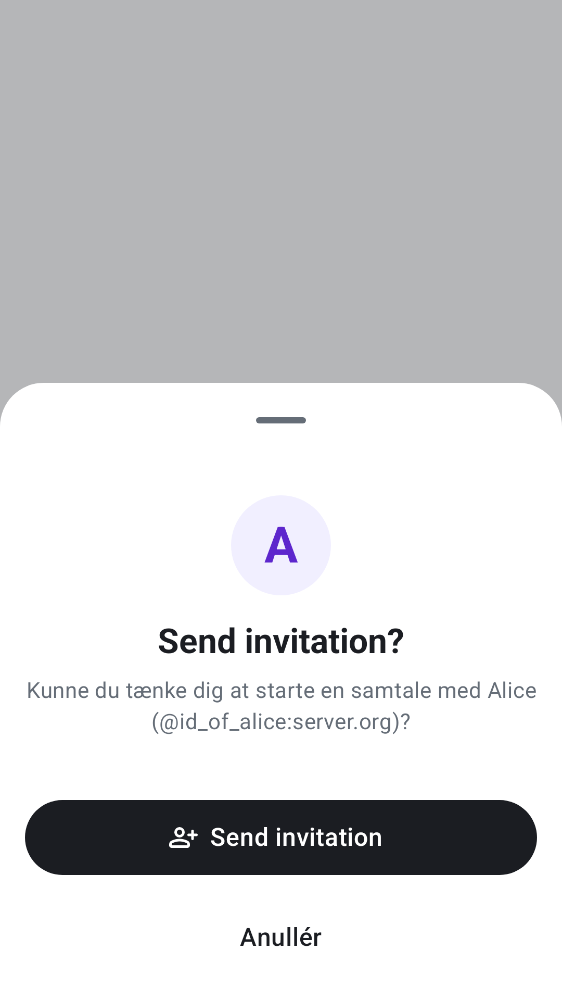 A
Send invitation?
Kunne du tænke dig at starte en samtale med Alice
(@id_of_alice:server.org)?
Send invitation
Anullér